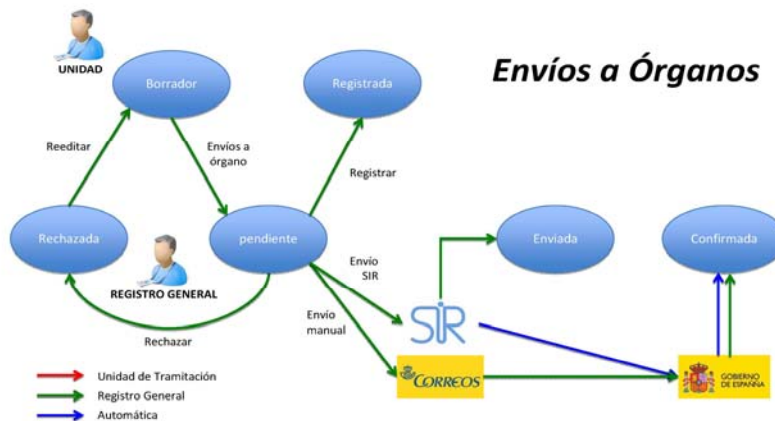 UNIDAD
Borrador
Registrada
Envíos a Órganos
Reeditar
Envíos a
órgano
Registrar
Rechazada
pendiente
Enviada
Confirmada
REGISTRO GENERAL
Envío
SIR
Envío
manual
SIR
Rechazar
CORREOS
GOBIERNO
DE ESPANNA
Unidad de Tramitación
Registro General
Automática